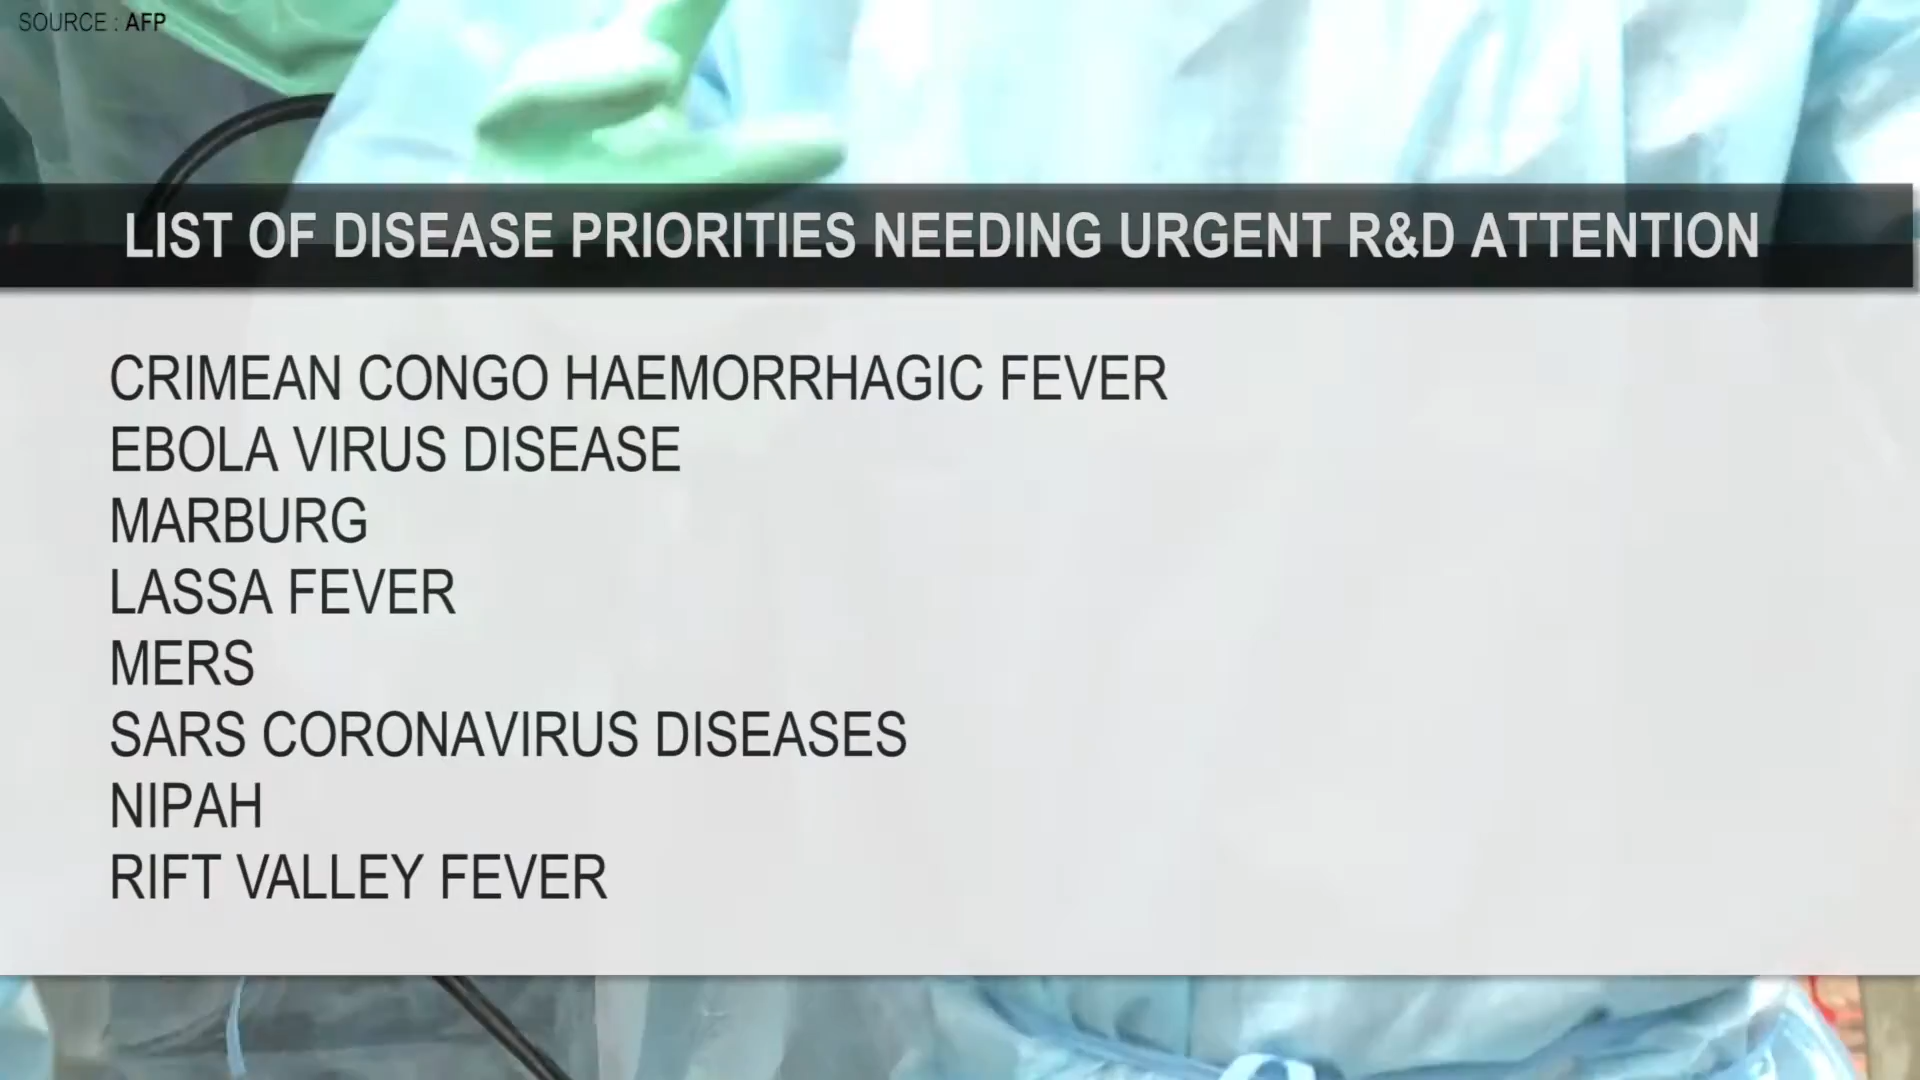 SOURCE : AFP
LIST OF DISEASE PRIORITIES NEEDING URGENT R&D ATTENTION
CRIMEAN CONGO HAEMORRHAGIC FEVER
EBOLA VIRUS DISEASE
MARBURG
LASSA FEVER
MERS
SARS CORONAVIRUS DISEASES
NIPAH
RIFT VALLEY FEVER